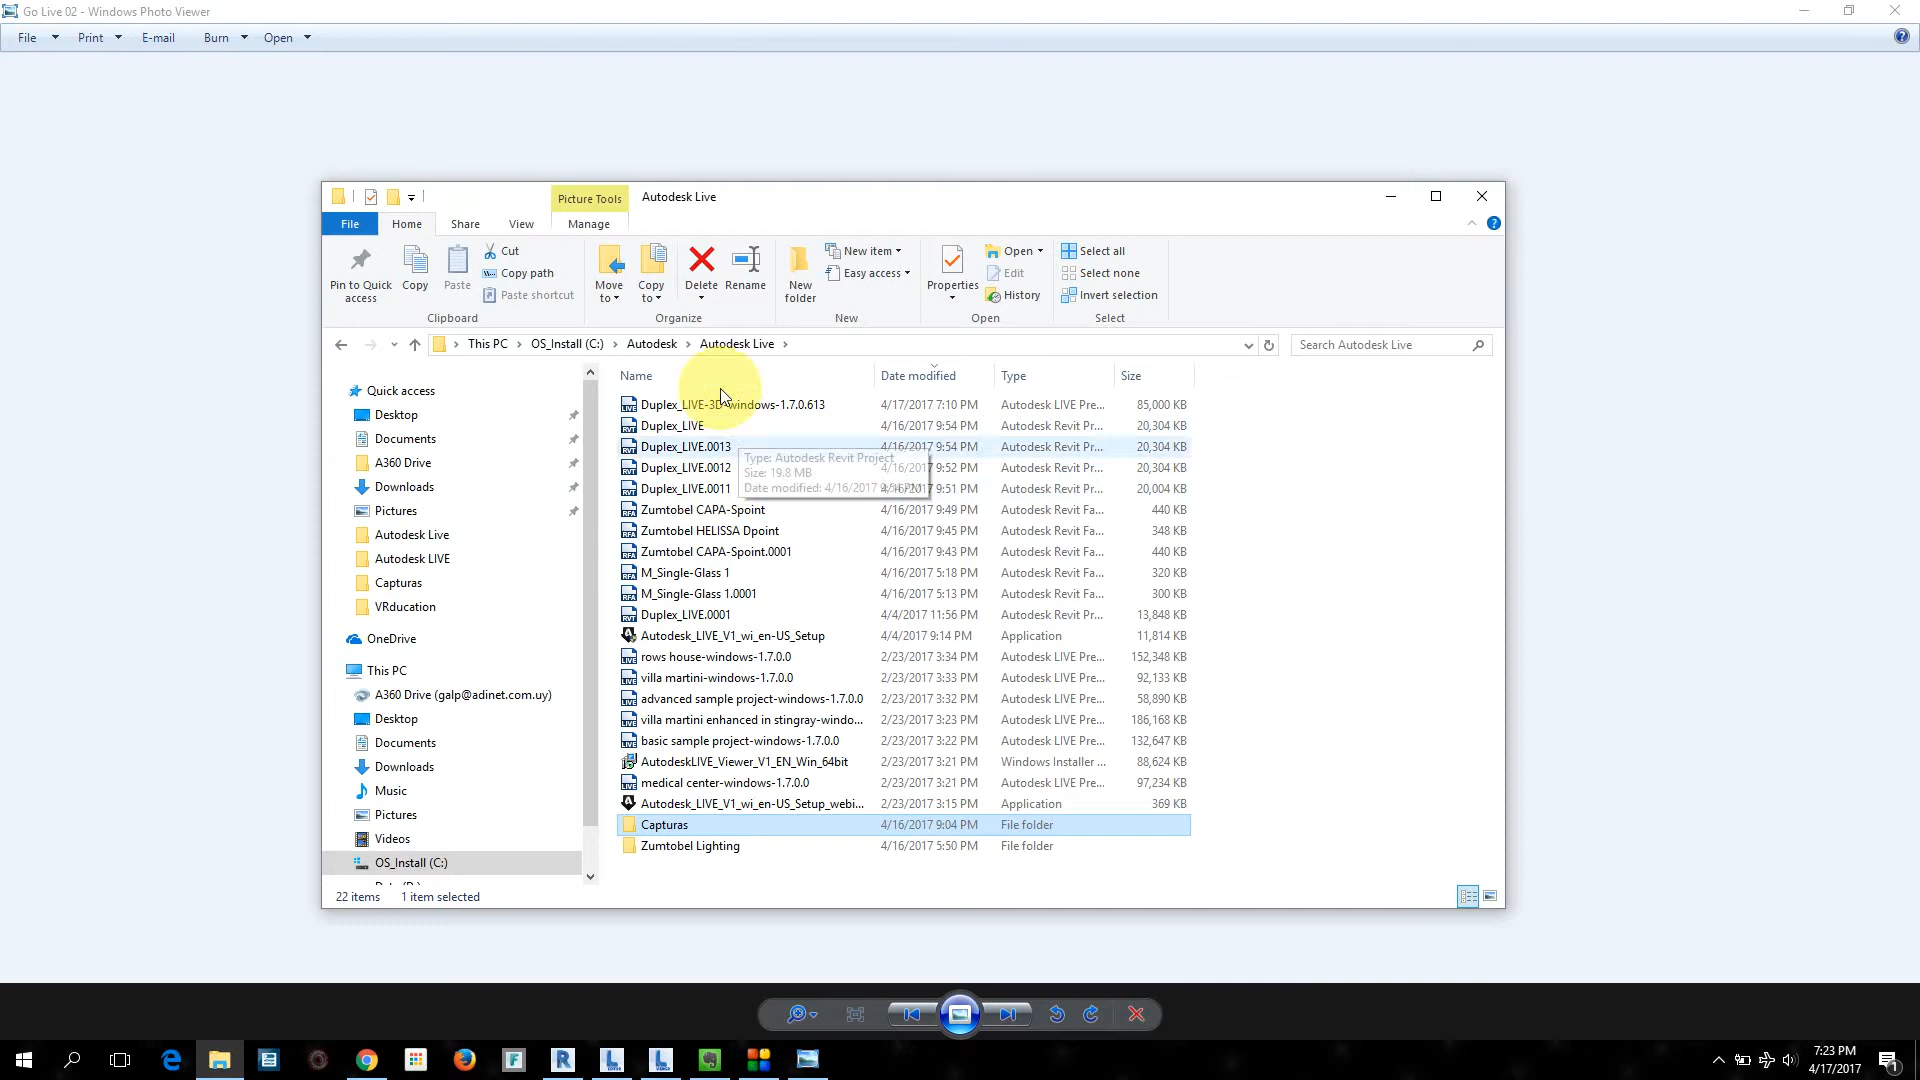 Go Live 02 - Windows Photo Viewer
File Print E-mail Burn Open
Picture Tools Autodesk Live
File Home Share View Manage
Pin to Quick access
Copy
Paste
Cut
Copy path
Paste shortcut
Clipboard
Move to
Copy to
Delete
Rename
Organize
New folder
New item
Easy access
New
Properties
Open
Edit
History
Open
Select all
Select none
Invert selection
Select
This PC > OS_Install (C:) > Autodesk > Autodesk Live >
Search Autodesk Live
Quick access
Desktop
Documents
A360 Drive
Downloads
Pictures
Autodesk Live
Autodesk LIVE
Capturas
VRducation
OneDrive
This PC
A360 Drive (galp@adinet.com.uy)
Desktop
Documents
Downloads
Music
Pictures
Videos
OS_Install (C:)
Name Date modified Type Size
Duplex_LIVE-3D-windows-1.7.0.613 4/17/2017 7:10 PM Autodesk LIVE Pre... 85,000 KB
Duplex_LIVE 4/16/2017 9:54 PM Autodesk Revit Pr... 20,304 KB
Duplex_LIVE.0013 4/16/2017 9:54 PM Autodesk Revit Pr... 20,304 KB
Duplex_LIVE.0012 4/16/2017 9:52 PM Autodesk Revit Pr... 20,304 KB
Duplex_LIVE.0011 4/16/2017 9:51 PM Autodesk Revit Pr... 20,004 KB
Type: Autodesk Revit Project
Size: 19.8 MB
Date modified: 4/16/2017
Zumtobel CAPA-Spoint 4/16/2017 9:49 PM Autodesk Revit Fa... 440 KB
Zumtobel HELISSA Dpoint 4/16/2017 9:45 PM Autodesk Revit Fa... 348 KB
Zumtobel CAPA-Spoint.0001 4/16/2017 9:43 PM Autodesk Revit Fa... 440 KB
M_Single-Glass 1 4/16/2017 5:18 PM Autodesk Revit Fa... 320 KB
M_Single-Glass 1.0001 4/16/2017 5:13 PM Autodesk Revit Fa... 300 KB
Duplex_LIVE.0001 4/4/2017 11:56 PM Autodesk Revit Pr... 13,848 KB
Autodesk_LIVE_V1_wi_en-US_Setup 4/4/2017 9:14 PM Application 11,814 KB
rows house-windows-1.7.0.0 2/23/2017 3:34 PM Autodesk LIVE Pre... 152,348 KB
villa martini-windows-1.7.0.0 2/23/2017 3:33 PM Autodesk LIVE Pre... 92,133 KB
advanced sample project-windows-1.7.0.0 2/23/2017 3:32 PM Autodesk LIVE Pre... 58,890 KB
villa martini enhanced in stingray-windo... 2/23/2017 3:23 PM Autodesk LIVE Pre... 186,168 KB
basic sample project-windows-1.7.0.0 2/23/2017 3:22 PM Autodesk LIVE Pre... 132,647 KB
AutodeskLIVE_Viewer_V1_EN_Win_64bit 2/23/2017 3:21 PM Windows Installer ... 88,624 KB
medical center-windows-1.7.0.0 2/23/2017 3:21 PM Autodesk LIVE Pre... 97,234 KB
Autodesk_LIVE_V1_wi_en-US_Setup_webi... 2/23/2017 3:15 PM Application 369 KB
Capturas 4/16/2017 9:04 PM File folder
Zumtobel Lighting 4/16/2017 5:50 PM File folder
22 items 1 item selected
7:23 PM
4/17/2017